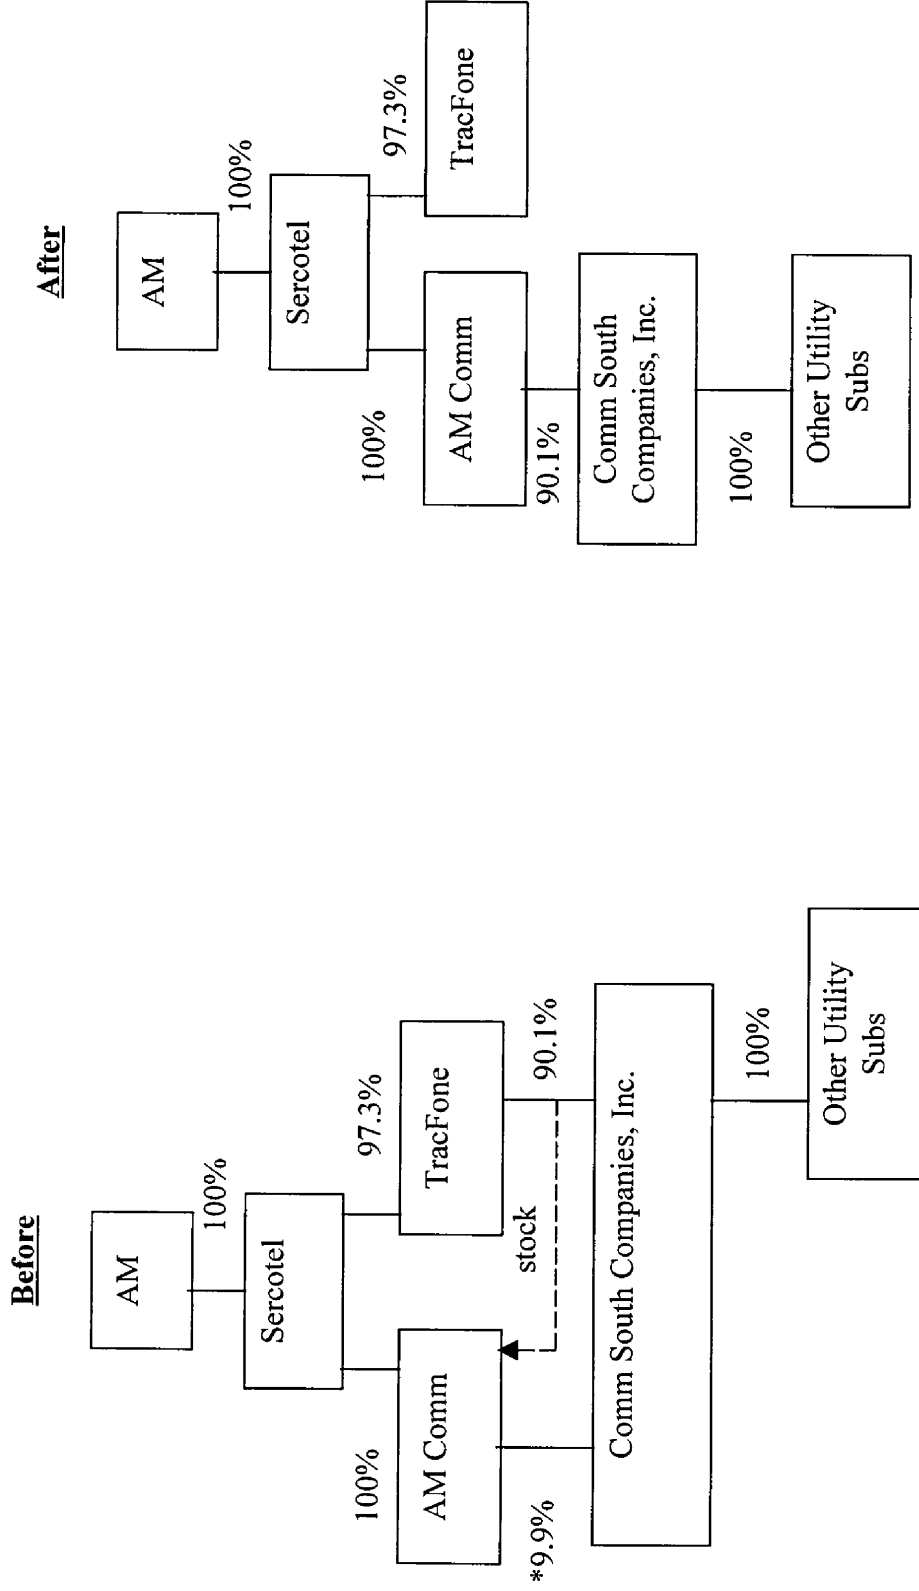 Before
AM
100%
Sercotel
100%
97.3%
AM Comm
TracFone
stock
*9.9%
90.1%
Comm South Companies, Inc.
100%
Other Utility
Subs
After
AM
100%
Sercotel
100%
97.3%
AM Comm
TracFone
90.1%
Comm South
Companies, Inc.
100%
Other Utility
Subs